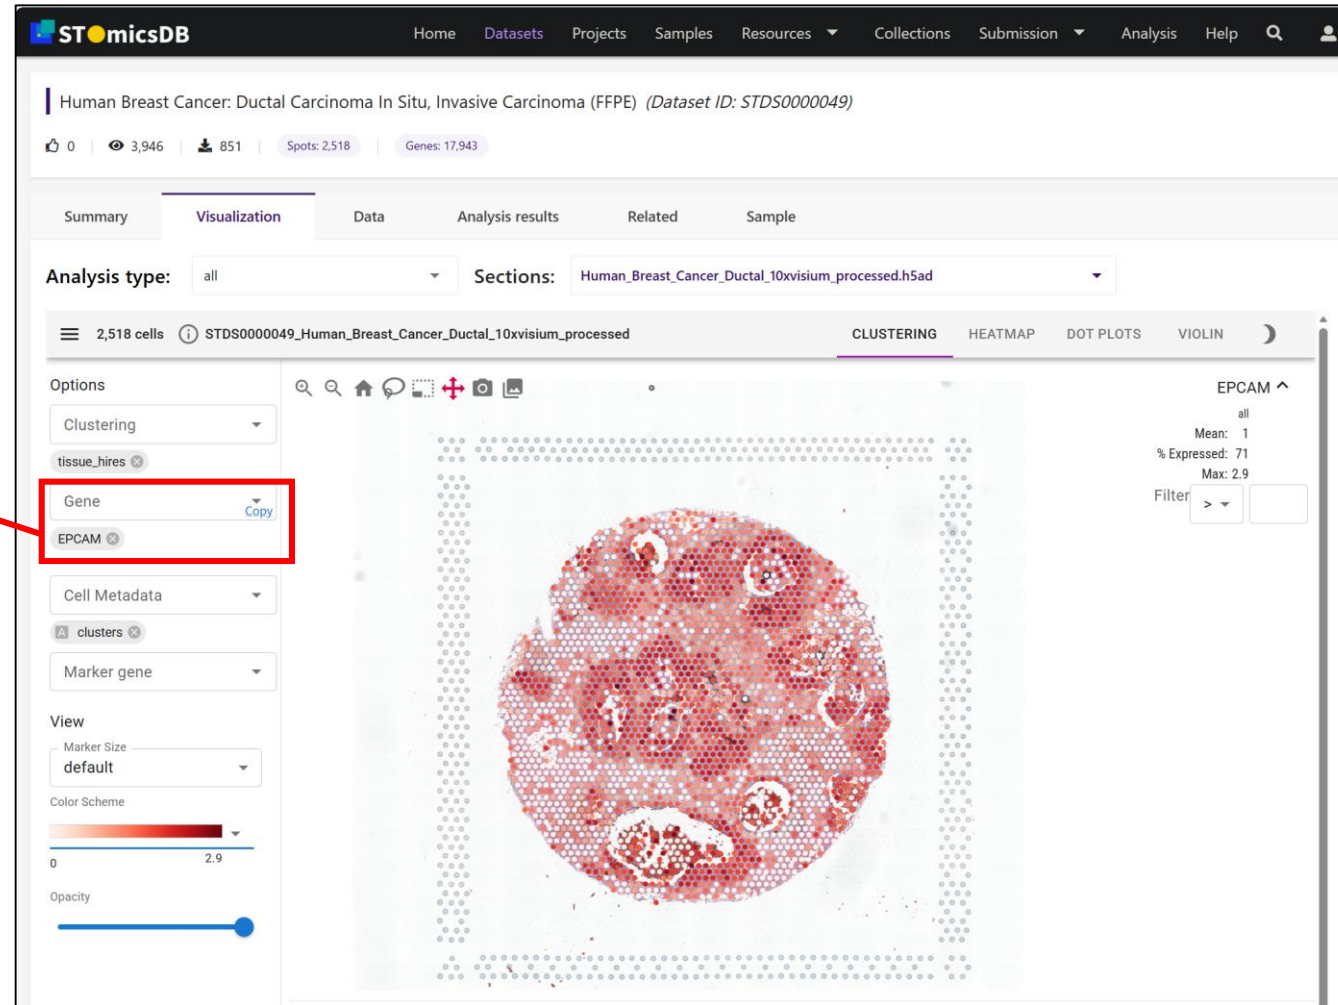 STOmicsDB Home Datasets Projects Samples Resources Collections Submission Analysis Help
Human Breast Cancer: Ductal Carcinoma In Situ, Invasive Carcinoma (FFPE) (Dataset ID: STDS0000049)
0 3,946 851 Spots: 2,518 Genes: 17,943
Summary Visualization Data Analysis results Related Sample
Analysis type: all Sections: Human_Breast_Cancer_Ductal_10xvisium_processed.h5ad
2,518 cells STDS0000049_Human_Breast_Cancer_Ductal_10xvisium_processed CLUSTERING HEATMAP DOT PLOTS VIOLIN
Options
Clustering
tissue_hires
Gene
Copy
EPCAM
Cell Metadata
A clusters
Marker gene
View
Marker Size
default
Color Scheme
0 2.9
Opacity
EPCAM
all
Mean: 1
% Expressed: 71
Max: 2.9
Filter >